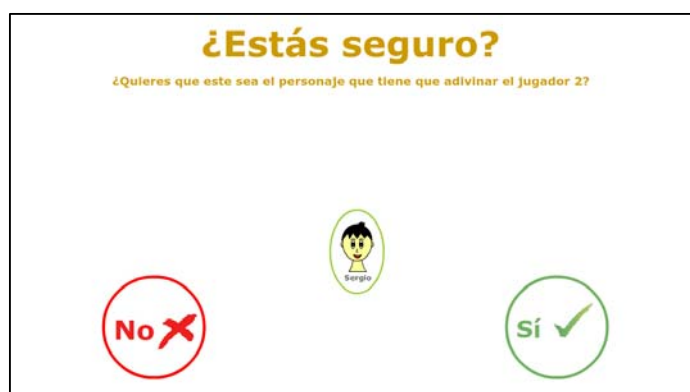 ¿Estás seguro?
¿Quieres que este sea el personaje que tiene que adivinar el jugador 2?
Sergio
No
Sí